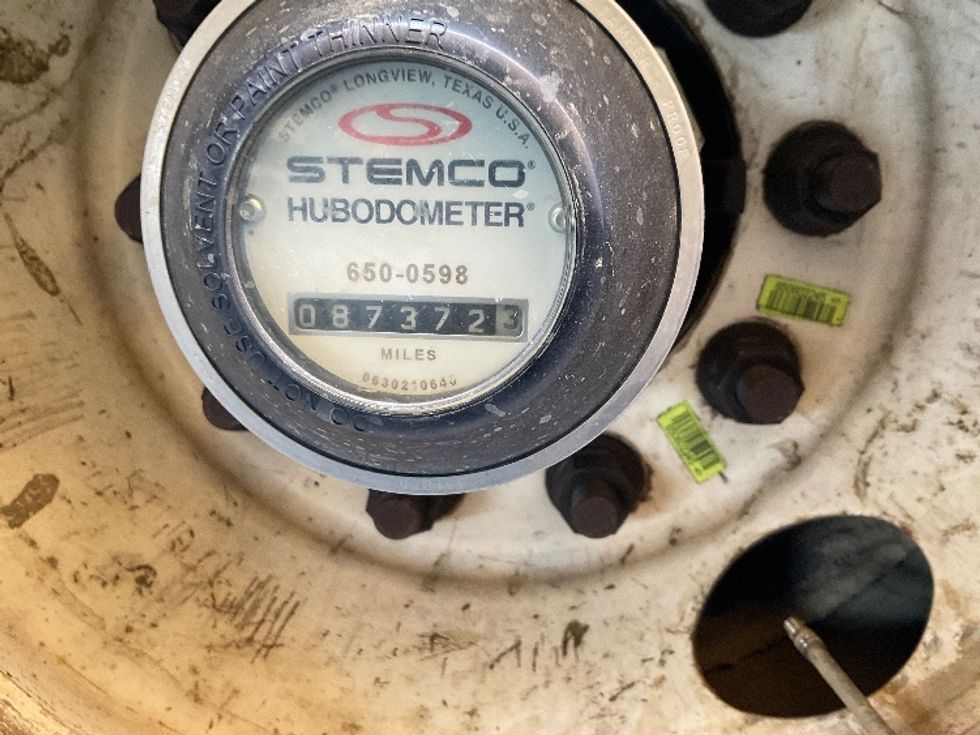 DO NOT USE SOLVENT OR PAINT THINNER
STEMCO® LONGVIEW, TEXAS U.S.A.
STEMCO®
HUBODOMETER®
650-0598
0873723
MILES